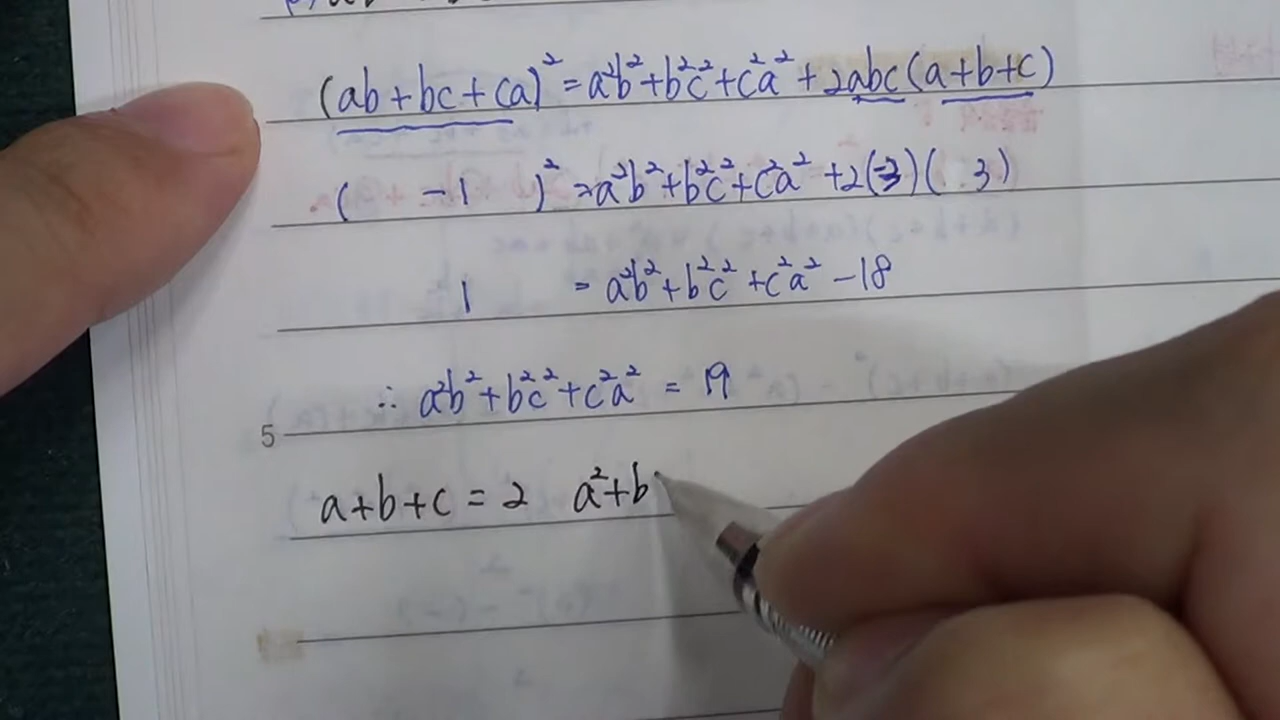 (ab+bc+ca)²=a²b²+b²c²+c²a²+2abc(a+b+c)
( -1 )²=a²b²+b²c²+c²a²+2(-3)( 3)
1 = a²b²+b²c²+c²a²-18
∴ a²b²+b²c²+c²a² = 19
5
a+b+c=2 a²+b